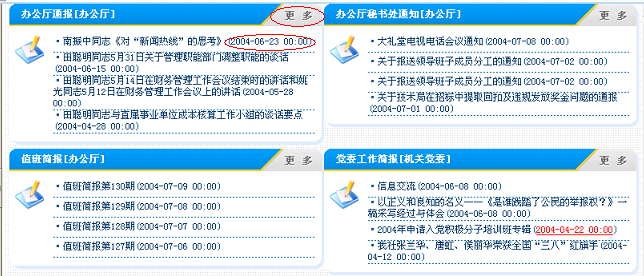 办公厅通报[办公厅]
更 多
南振中同志《对“新闻热线”的思考》(2004-06-23 00:00)
田聪明同志5月31日关于管理职能部门调整职能的谈话
(2004-06-15 00:00)
田聪明同志5月14日在财务管理工作会议结束时的讲话和姚
光同志5月12日在财务管理工作会议上的讲话(2004-05-28
00:00)
田聪明同志与直属事业单位成本核算工作小组的谈话要点
(2004-04-28 00:00)
办公厅秘书处通知[办公厅]
更 多
大礼堂电视电话会议通知(2004-07-08 00:00)
关于报送领导班子成员分工的通知(2004-07-02 00:00)
关于报送领导班子成员分工的通知(2004-07-02 00:00)
关于技术局在招标中提取回扣及违规发放奖金问题的通报
(2004-07-01 00:00)
值班简报[办公厅]
更 多
值班简报第130期(2004-07-09 00:00)
值班简报第129期(2004-07-08 00:00)
值班简报第128期(2004-07-07 00:00)
值班简报第127期(2004-07-06 00:00)
党委工作简报[机关党委]
更 多
信息交流(2004-06-08 00:00)
以正义和良知的名义——《是谁践踏了公民的举报权？》一
稿采写经过与体会(2004-06-08 00:00)
2004年申请入党积极分子培训班专辑(2004-04-22 00:00)
我社张兰华、唐虹、侯丽华荣获全国“三八”红旗手(2004-
04-12 00:00)